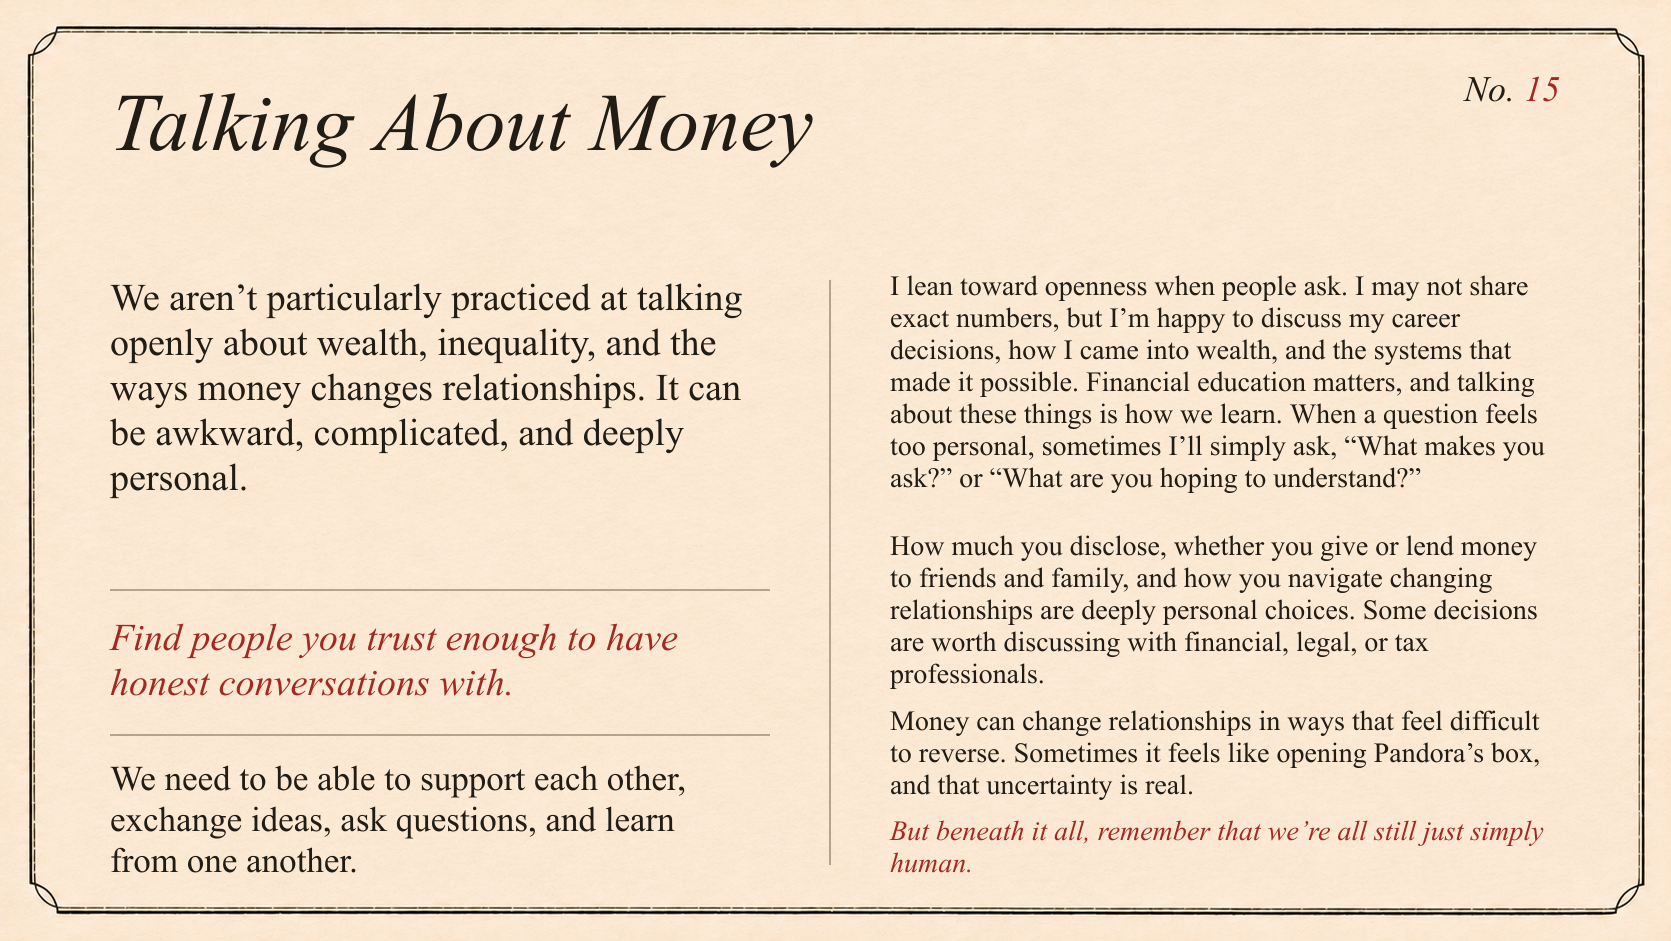 Talking About Money
No. 15
We aren’t particularly practiced at talking
openly about wealth, inequality, and the
ways money changes relationships. It can
be awkward, complicated, and deeply
personal.
Find people you trust enough to have
honest conversations with.
We need to be able to support each other,
exchange ideas, ask questions, and learn
from one another.
I lean toward openness when people ask. I may not share
exact numbers, but I’m happy to discuss my career
decisions, how I came into wealth, and the systems that
made it possible. Financial education matters, and talking
about these things is how we learn. When a question feels
too personal, sometimes I’ll simply ask, “What makes you
ask?” or “What are you hoping to understand?”
How much you disclose, whether you give or lend money
to friends and family, and how you navigate changing
relationships are deeply personal choices. Some decisions
are worth discussing with financial, legal, or tax
professionals.
Money can change relationships in ways that feel difficult
to reverse. Sometimes it feels like opening Pandora’s box,
and that uncertainty is real.
But beneath it all, remember that we’re all still just simply
human.